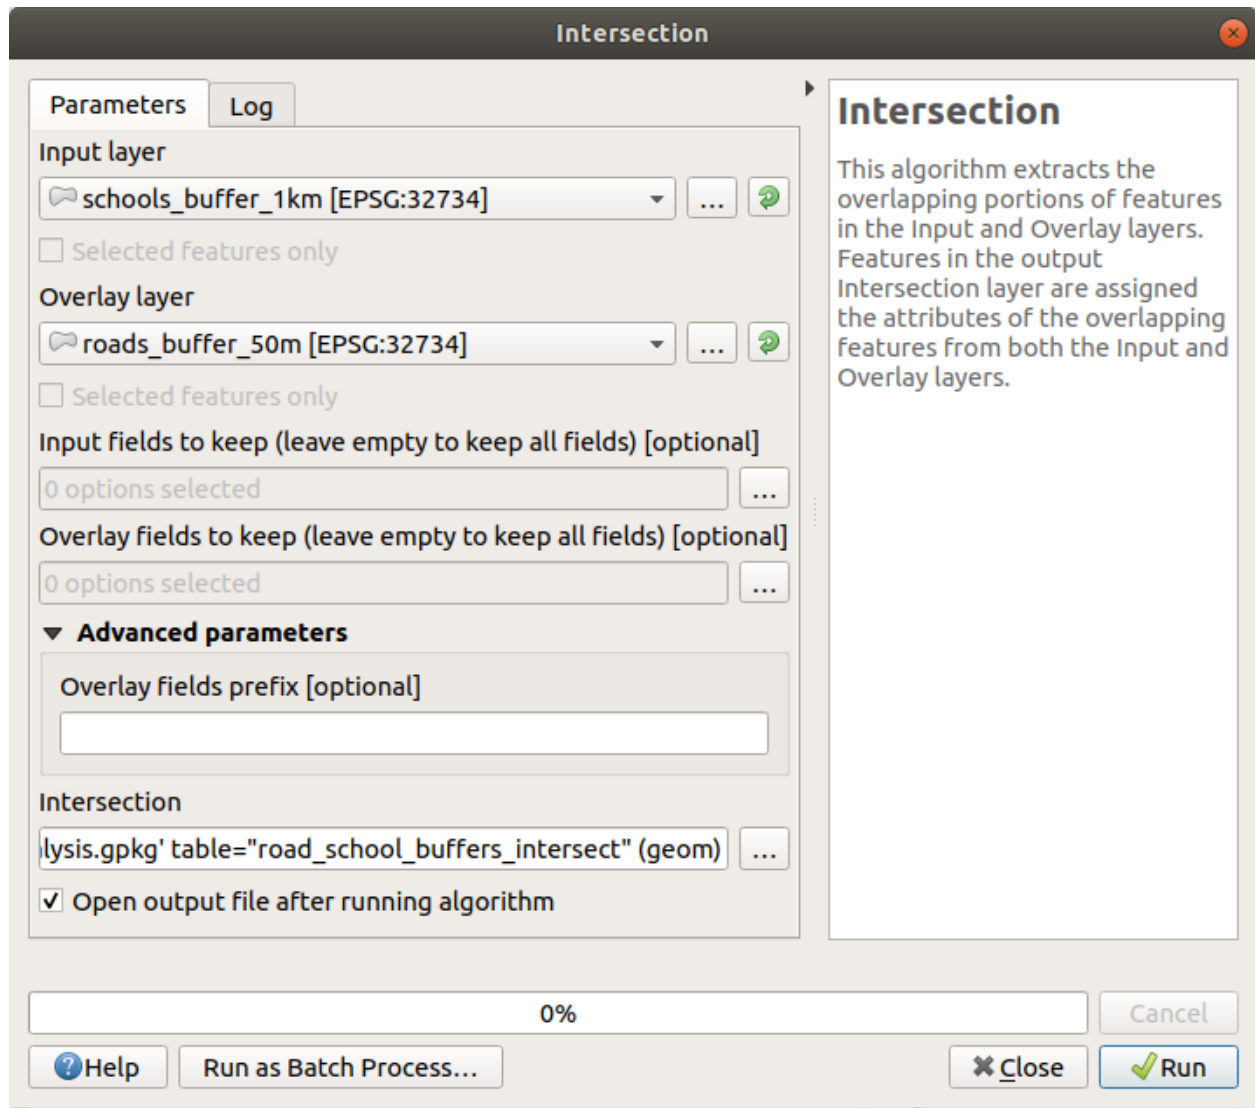 Intersection
Parameters
Log
Input layer
schools_buffer_1km [EPSG:32734]
...
Selected features only
Overlay layer
roads_buffer_50m [EPSG:32734]
...
Selected features only
Input fields to keep (leave empty to keep all fields) [optional]
0 options selected
...
Overlay fields to keep (leave empty to keep all fields) [optional]
0 options selected
...
Advanced parameters
Overlay fields prefix [optional]
Intersection
lysis.gpkg' table="road_school_buffers_intersect" (geom)
...
Open output file after running algorithm
Intersection
This algorithm extracts the
overlapping portions of features
in the Input and Overlay layers.
Features in the output
Intersection layer are assigned
the attributes of the overlapping
features from both the Input and
Overlay layers.
0%
Cancel
Help
Run as Batch Process...
Close
Run